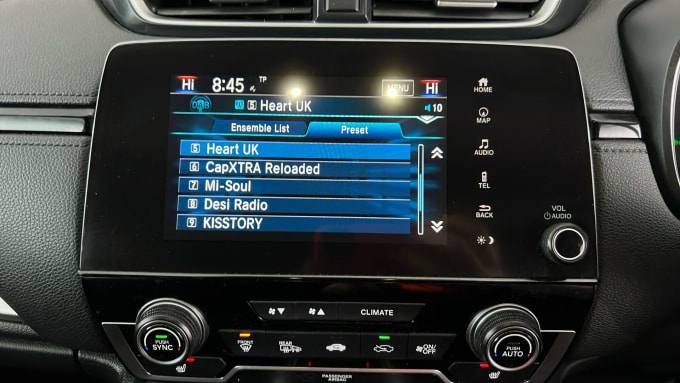 Hi 8:45 TP MENU Hi
DAB 5 Heart UK 10
Ensemble List Preset
5 Heart UK
6 CapXTRA Reloaded
7 Mi-Soul
8 Desi Radio
9 KISSTORY
HOME
MAP
AUDIO
TEL
BACK
VOL
AUDIO
CLIMATE
PUSH SYNC
FRONT
REAR
ON/OFF
PUSH AUTO
PASSENGER AIRBAG